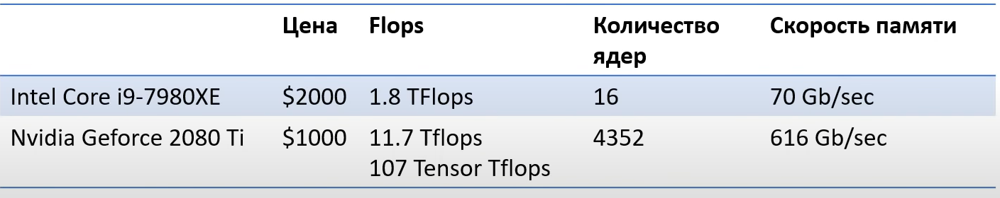 Цена Flops Количество ядер Скорость памяти
Intel Core i9-7980XE $2000 1.8 TFlops 16 70 Gb/sec
Nvidia Geforce 2080 Ti $1000 11.7 Tflops 4352 616 Gb/sec
107 Tensor Tflops